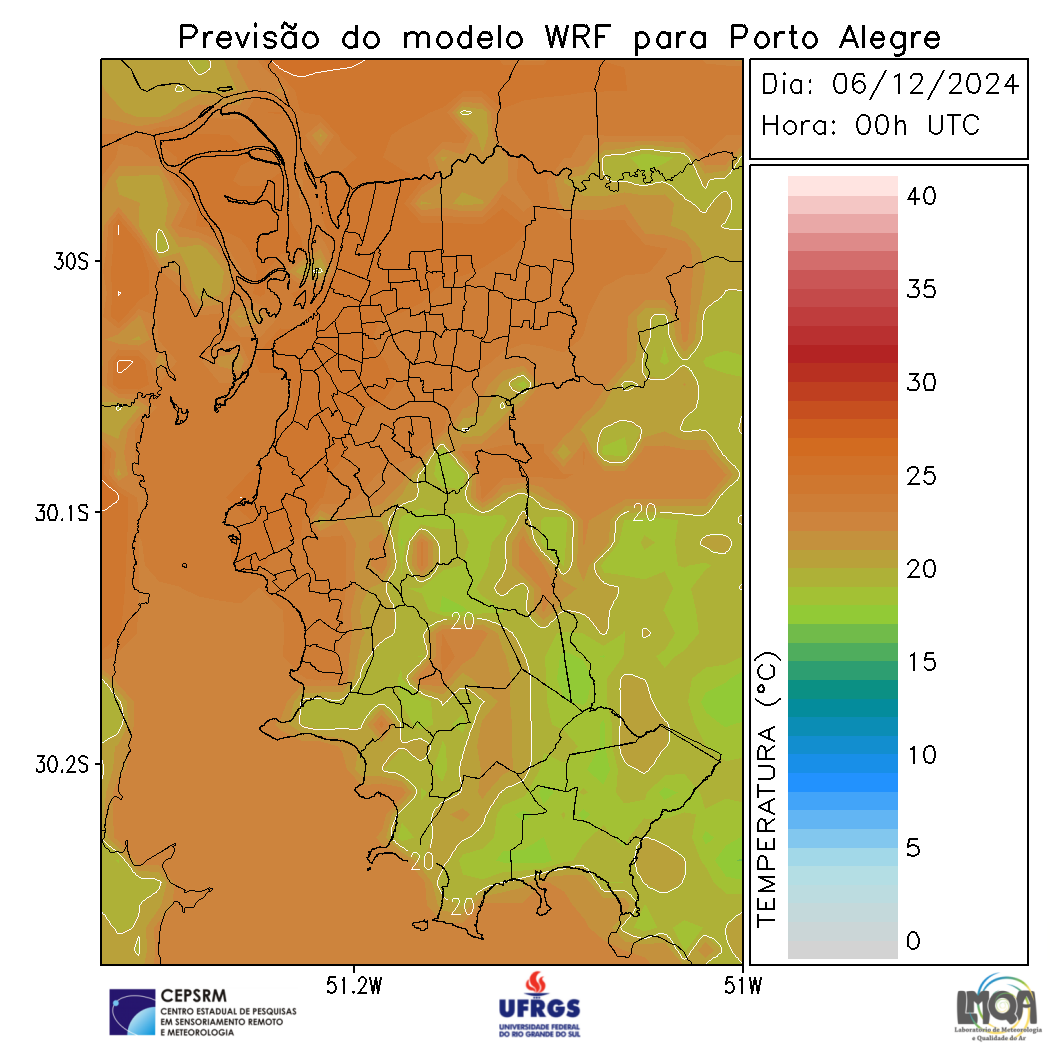 Previsão do modelo WRF para Porto Alegre
Dia: 06/12/2024
Hora: 00h UTC
40
35
30
25
20
15
10
5
0
TEMPERATURA (°C)
30S
30.1S
30.2S
51.2W
51W
20
20
20
20
CEPSRM
CENTRO ESTADUAL DE PESQUISAS
EM SENSORIAMENTO REMOTO
E METEOROLOGIA
UFRGS
UNIVERSIDADE FEDERAL
DO RIO GRANDE DO SUL
LMQA
Laboratório de Meteorologia
e Qualidade do Ar